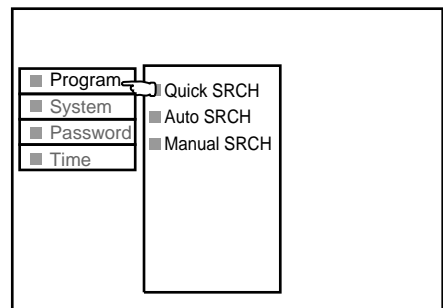 Program
System
Password
Time
Quick SRCH
Auto SRCH
Manual SRCH